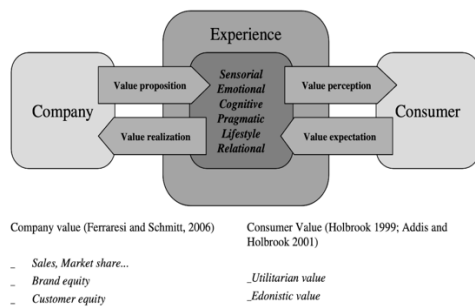 Experience
Value proposition
Sensorial
Emotional
Cognitive
Pragmatic
Lifestyle
Relational
Value perception
Company
Consumer
Value realization
Value expectation
Company value (Ferraresi and Schmitt, 2006)
_ Sales, Market share...
_ Brand equity
_ Customer equity
Consumer Value (Holbrook 1999; Addis and
Holbrook 2001)
_Utilitarian value
_Edonistic value